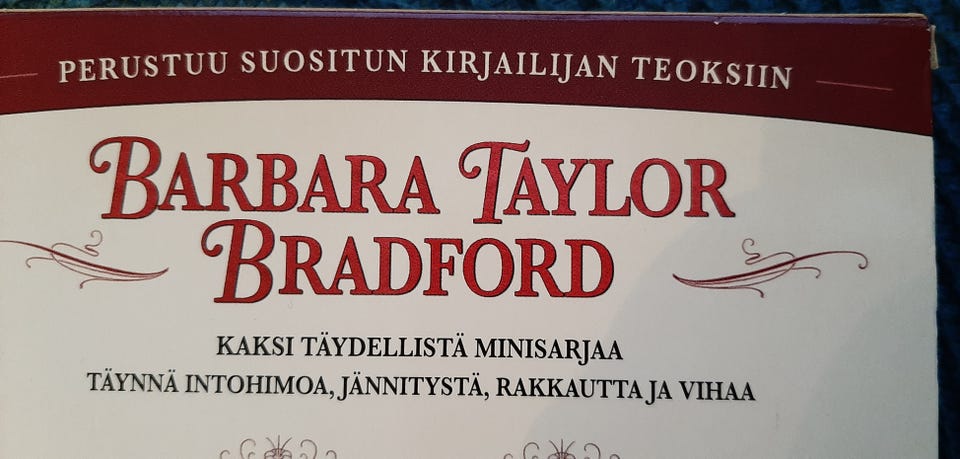 PERUSTUU SUOSITUN KIRJAILIJAN TEOKSIIN
BARBARA TAYLOR
BRADFORD
KAKSI TÄYDELLISTÄ MINISARJAA
TÄYNNÄ INTOHIMOA, JÄNNITYSTÄ, RAKKAUTTA JA VIHAA